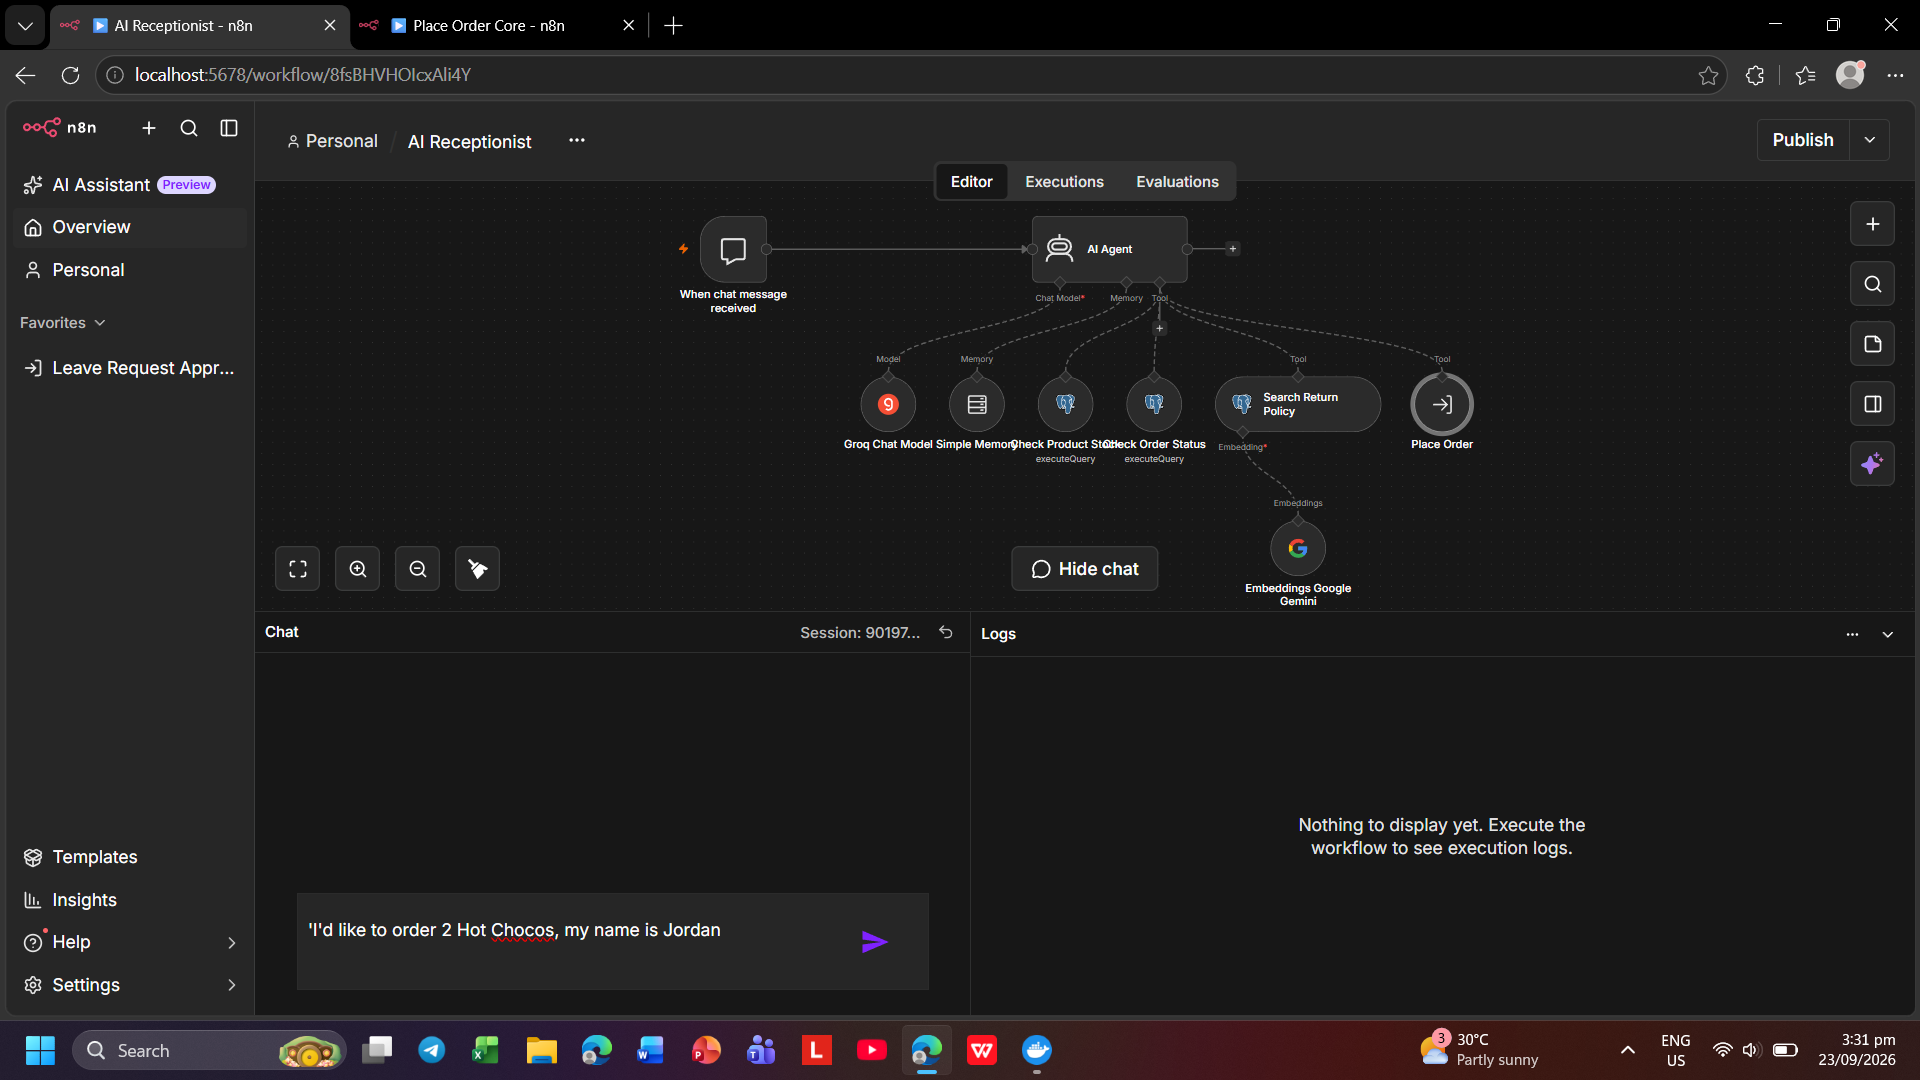 AI Receptionist - n8n
Place Order Core - n8n
localhost:5678/workflow/8fsBHVHOIcxAli4Y
n8n
Personal / AI Receptionist
Publish
AI Assistant Preview
Overview
Personal
Favorites
Leave Request Appr...
Templates
Insights
Help
Settings
Editor Executions Evaluations
When chat message
received
AI Agent
Chat Model*
Memory
Tool
Model
Memory
Tool
Tool
Groq Chat Model
Simple Memory
Check Product Stock
executeQuery
Check Order Status
executeQuery
Search Return
Policy
Embedding*
Place Order
Embeddings
Embeddings Google
Gemini
Hide chat
Chat
Session: 90197...
Logs
Nothing to display yet. Execute the
workflow to see execution logs.
'I'd like to order 2 Hot Chocos, my name is Jordan
Search
3
30°C
Partly sunny
ENG
US
3:31 pm
23/09/2026